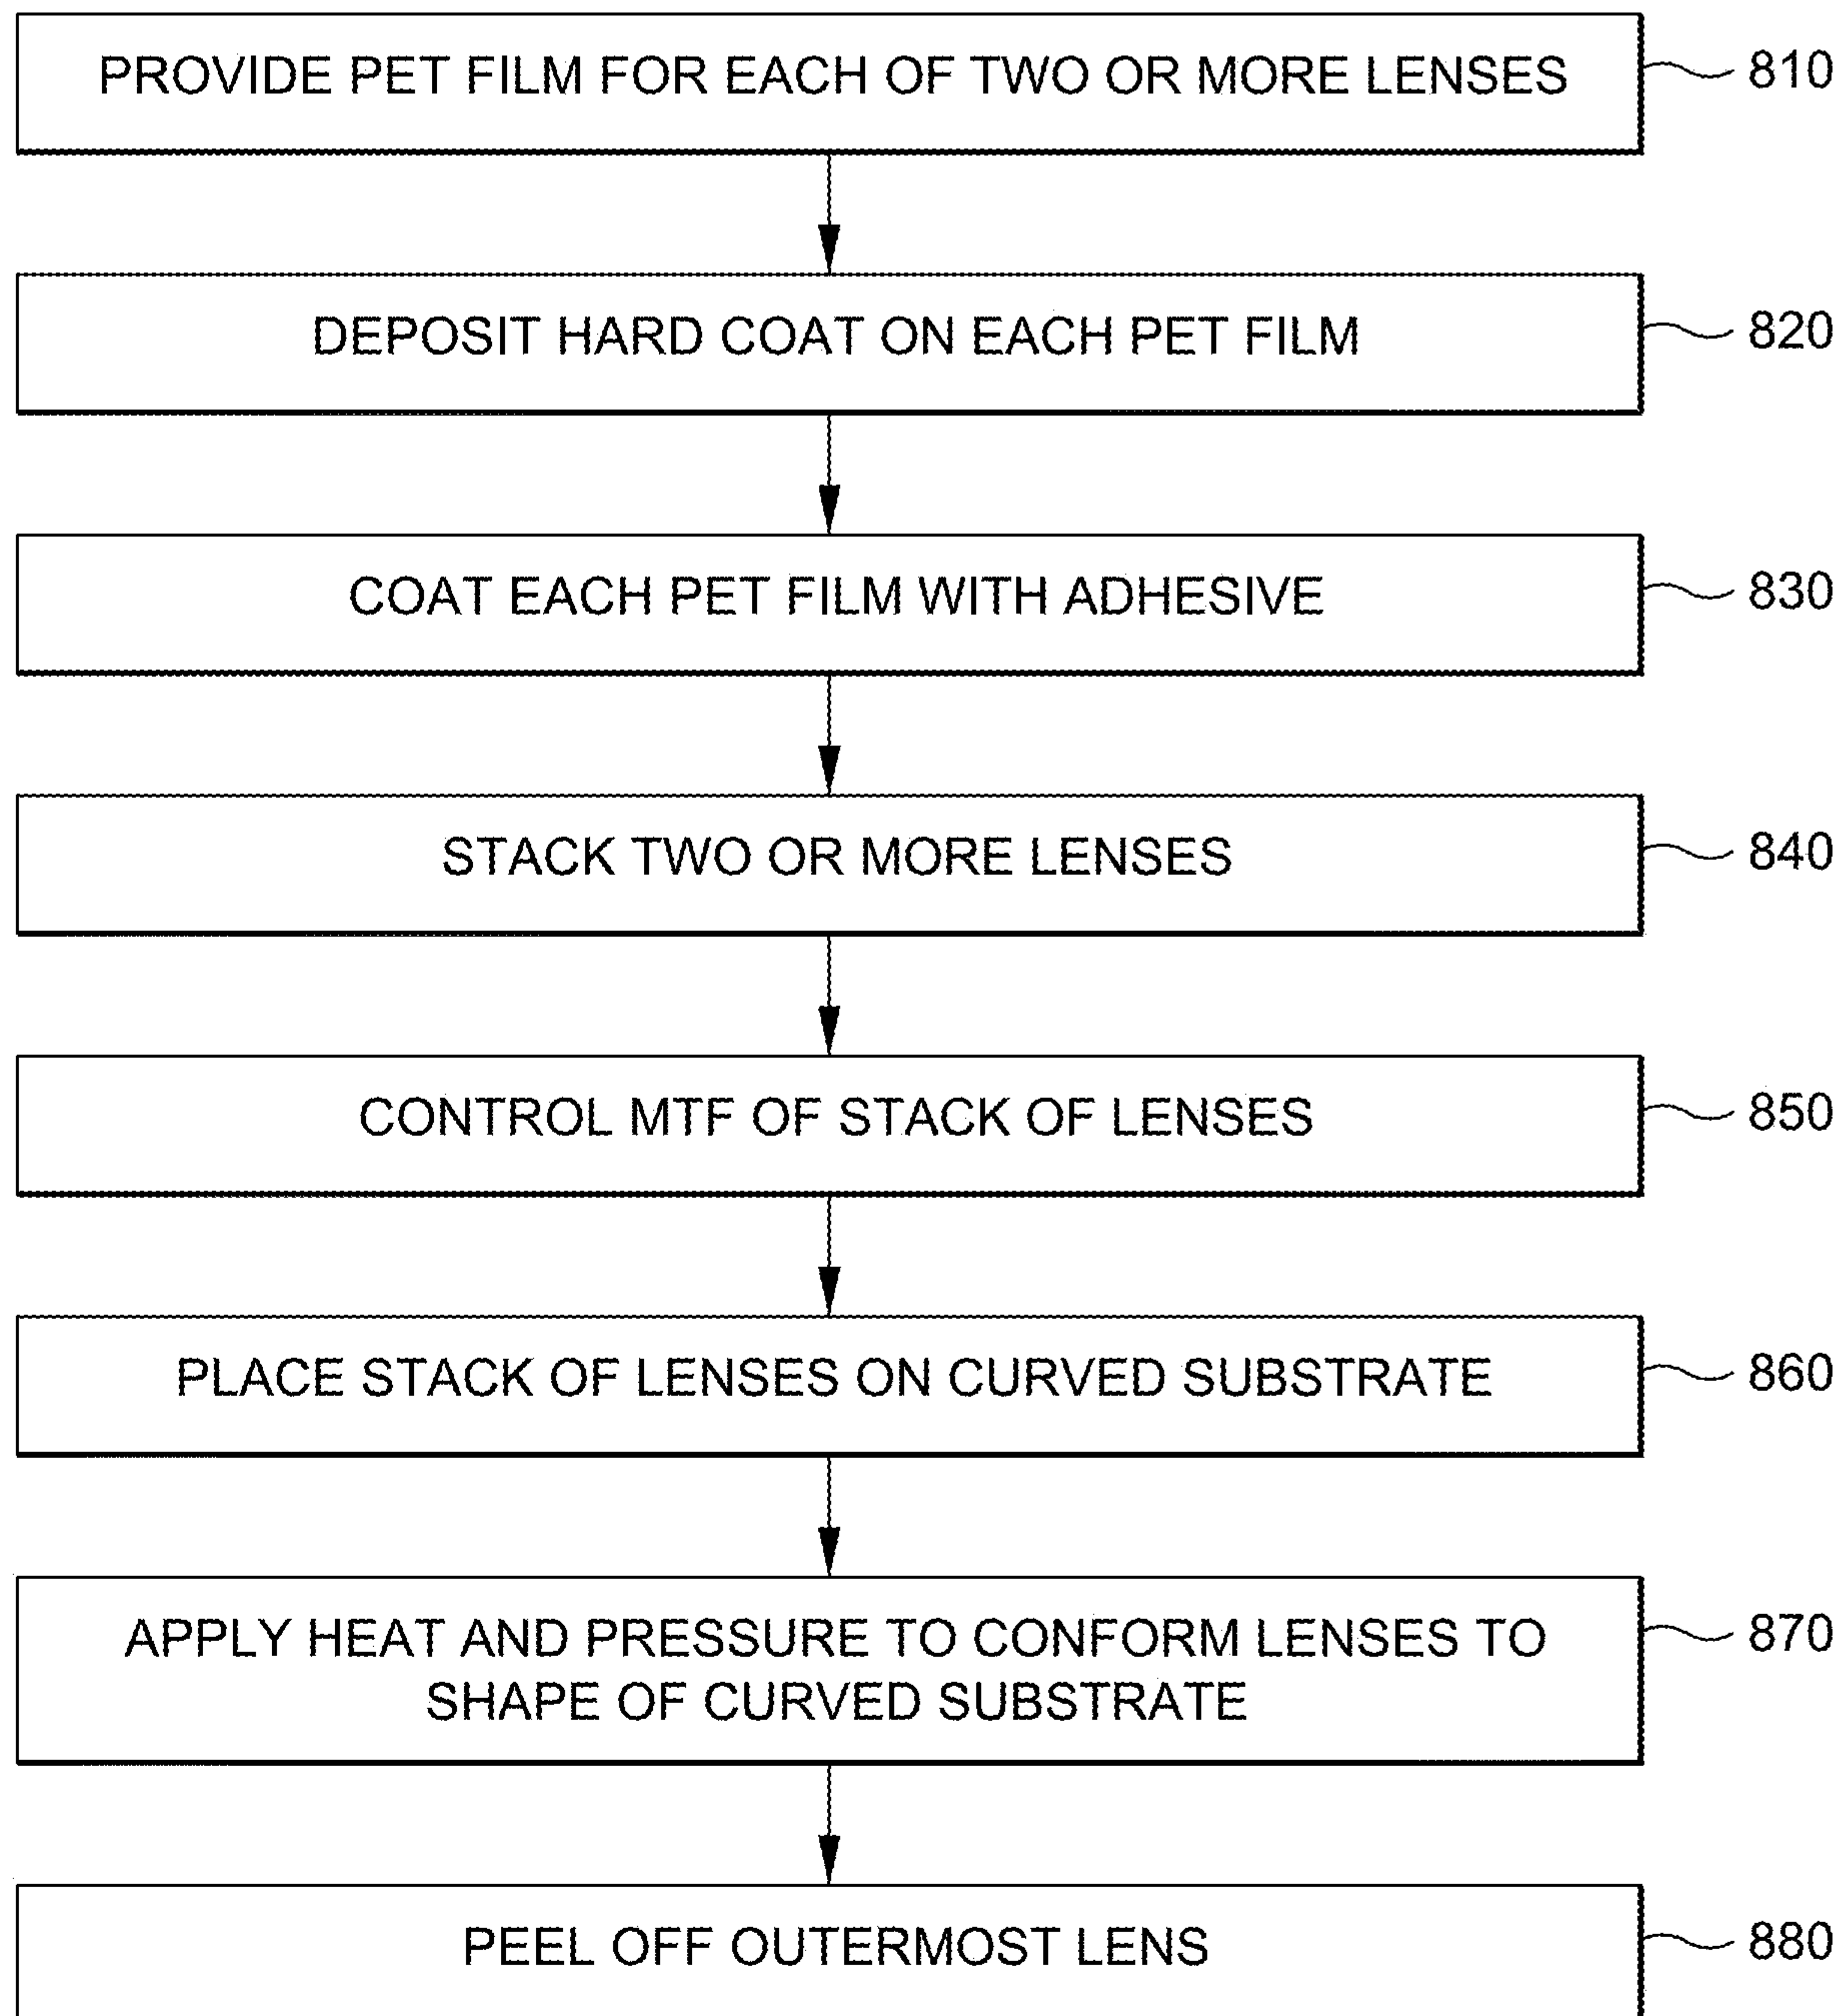 PROVIDE PET FILM FOR EACH OF TWO OR MORE LENSES
810
DEPOSIT HARD COAT ON EACH PET FILM
820
COAT EACH PET FILM WITH ADHESIVE
830
STACK TWO OR MORE LENSES
840
CONTROL MTF OF STACK OF LENSES
850
PLACE STACK OF LENSES ON CURVED SUBSTRATE
860
APPLY HEAT AND PRESSURE TO CONFORM LENSES TO
SHAPE OF CURVED SUBSTRATE
870
PEEL OFF OUTERMOST LENS
880